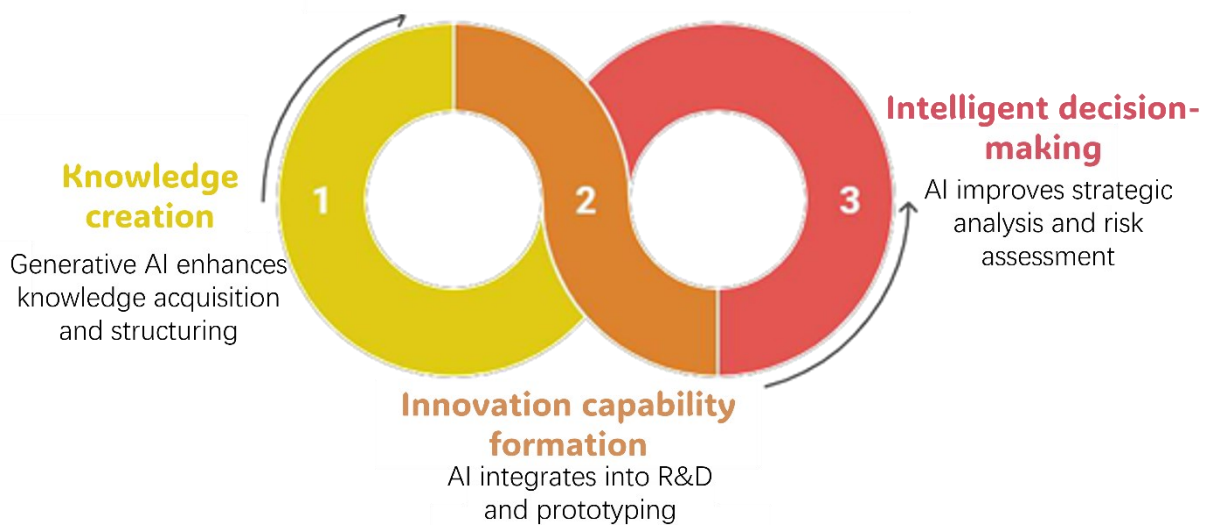 Knowledge
creation
Generative AI enhances
knowledge acquisition
and structuring
1
2
3
Innovation capability
formation
AI integrates into R&D
and prototyping
Intelligent decision-
making
AI improves strategic
analysis and risk
assessment